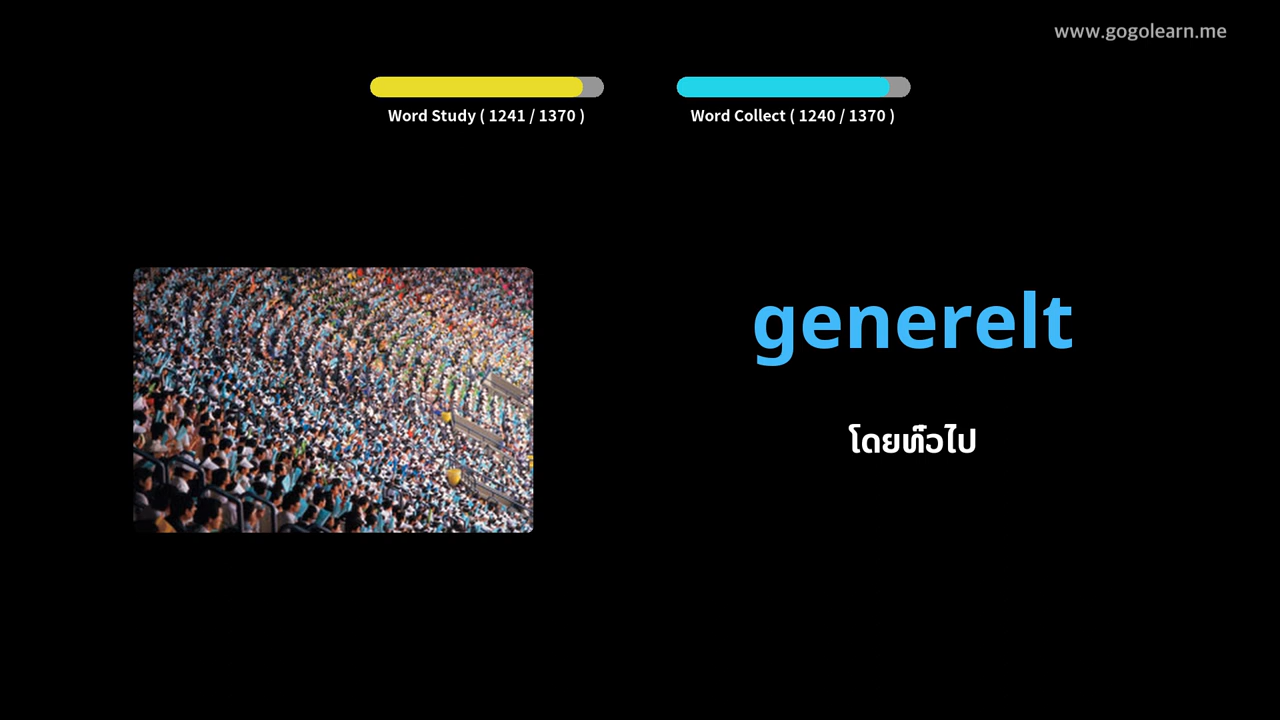 www.gogolearn.me
Word Study ( 1241 / 1370 )
Word Collect ( 1240 / 1370 )
generelt
โดยทั่วไป